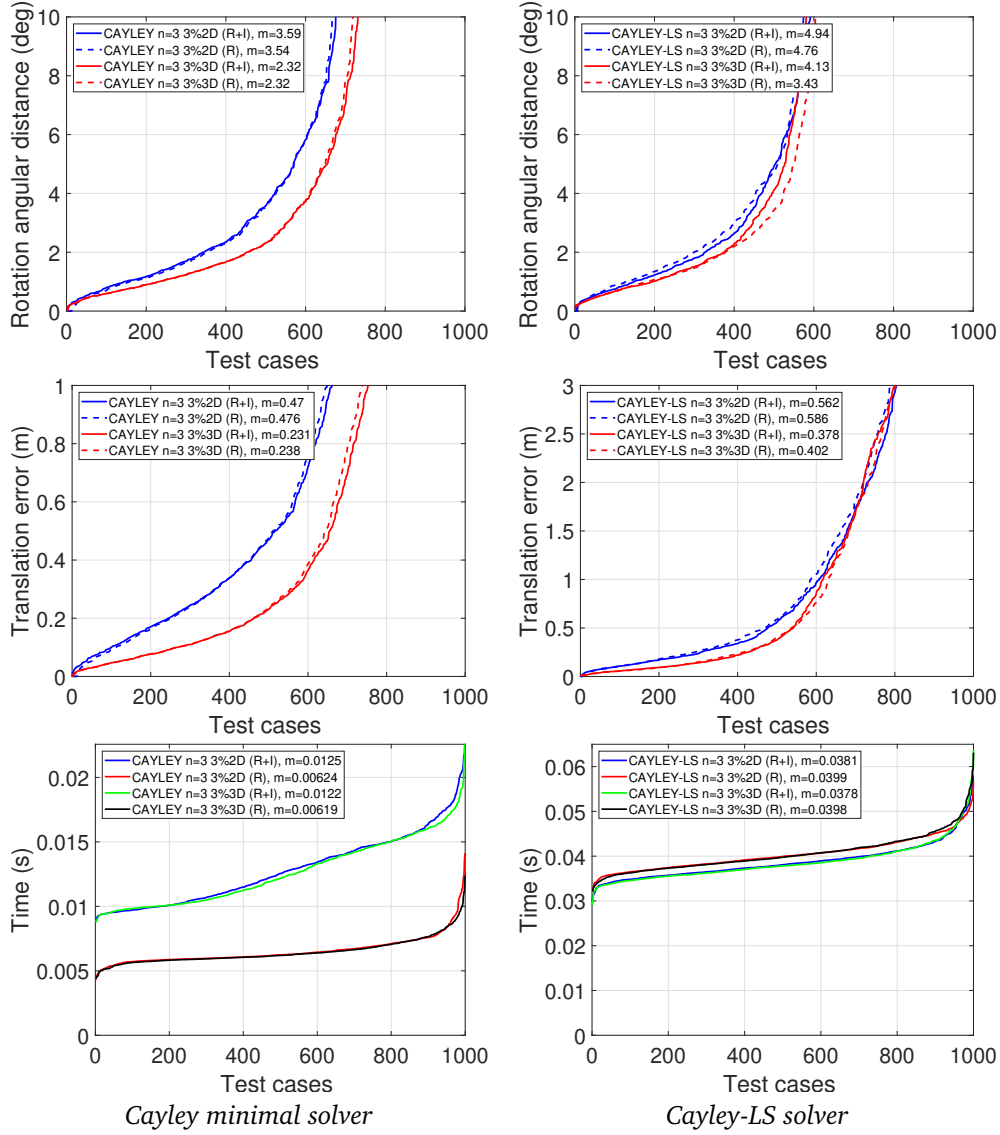 Rotation angular distance (deg)
10
8
6
4
2
0
CAYLEY n=3 3%2D (R+I), m=3.59
CAYLEY n=3 3%2D (R), m=3.54
CAYLEY n=3 3%3D (R+I), m=2.32
CAYLEY n=3 3%3D (R), m=2.32
0 200 400 600 800 1000
Test cases
Rotation angular distance (deg)
10
8
6
4
2
0
CAYLEY-LS n=3 3%2D (R+I), m=4.94
CAYLEY-LS n=3 3%2D (R), m=4.76
CAYLEY-LS n=3 3%3D (R+I), m=4.13
CAYLEY-LS n=3 3%3D (R), m=3.43
0 200 400 600 800 1000
Test cases
Translation error (m)
1
0.8
0.6
0.4
0.2
0
CAYLEY n=3 3%2D (R+I), m=0.47
CAYLEY n=3 3%2D (R), m=0.476
CAYLEY n=3 3%3D (R+I), m=0.231
CAYLEY n=3 3%3D (R), m=0.238
0 200 400 600 800 1000
Test cases
Translation error (m)
3
2.5
2
1.5
1
0.5
0
CAYLEY-LS n=3 3%2D (R+I), m=0.562
CAYLEY-LS n=3 3%2D (R), m=0.586
CAYLEY-LS n=3 3%3D (R+I), m=0.378
CAYLEY-LS n=3 3%3D (R), m=0.402
0 200 400 600 800 1000
Test cases
Time (s)
0.02
0.015
0.01
0.005
0
CAYLEY n=3 3%2D (R+I), m=0.0125
CAYLEY n=3 3%2D (R), m=0.00624
CAYLEY n=3 3%3D (R+I), m=0.0122
CAYLEY n=3 3%3D (R), m=0.00619
0 200 400 600 800 1000
Test cases
Time (s)
0.06
0.05
0.04
0.03
0.02
0.01
0
CAYLEY-LS n=3 3%2D (R+I), m=0.0381
CAYLEY-LS n=3 3%2D (R), m=0.0399
CAYLEY-LS n=3 3%3D (R+I), m=0.0378
CAYLEY-LS n=3 3%3D (R), m=0.0398
0 200 400 600 800 1000
Test cases
Cayley minimal solver
Cayley-LS solver